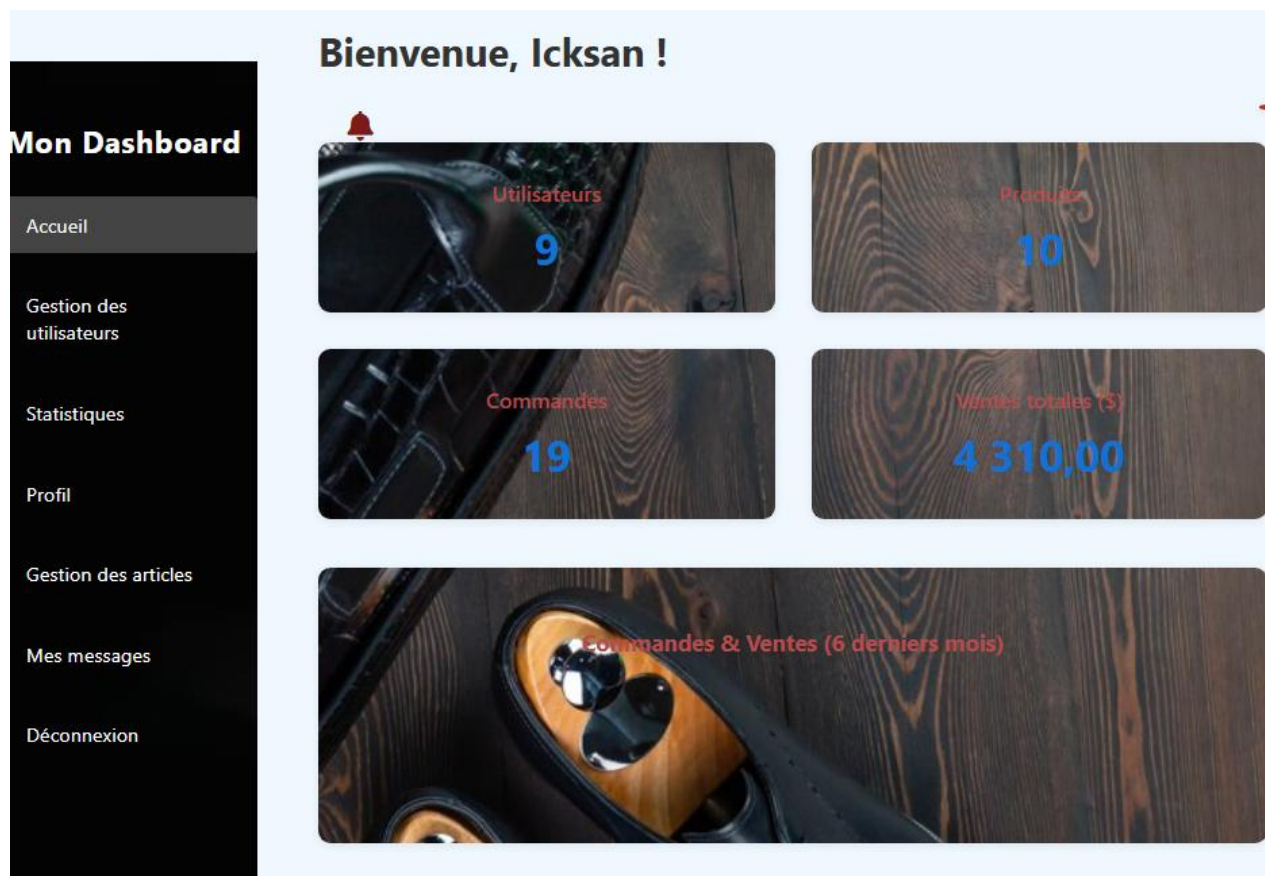 Bienvenue, Icksan !
Mon Dashboard
Accueil
Gestion des
utilisateurs
Statistiques
Profil
Gestion des articles
Mes messages
Déconnexion
Utilisateurs
9
Produits
10
Commandes
19
Ventes totales ($)
4 310,00
Commandes & Ventes (6 derniers mois)